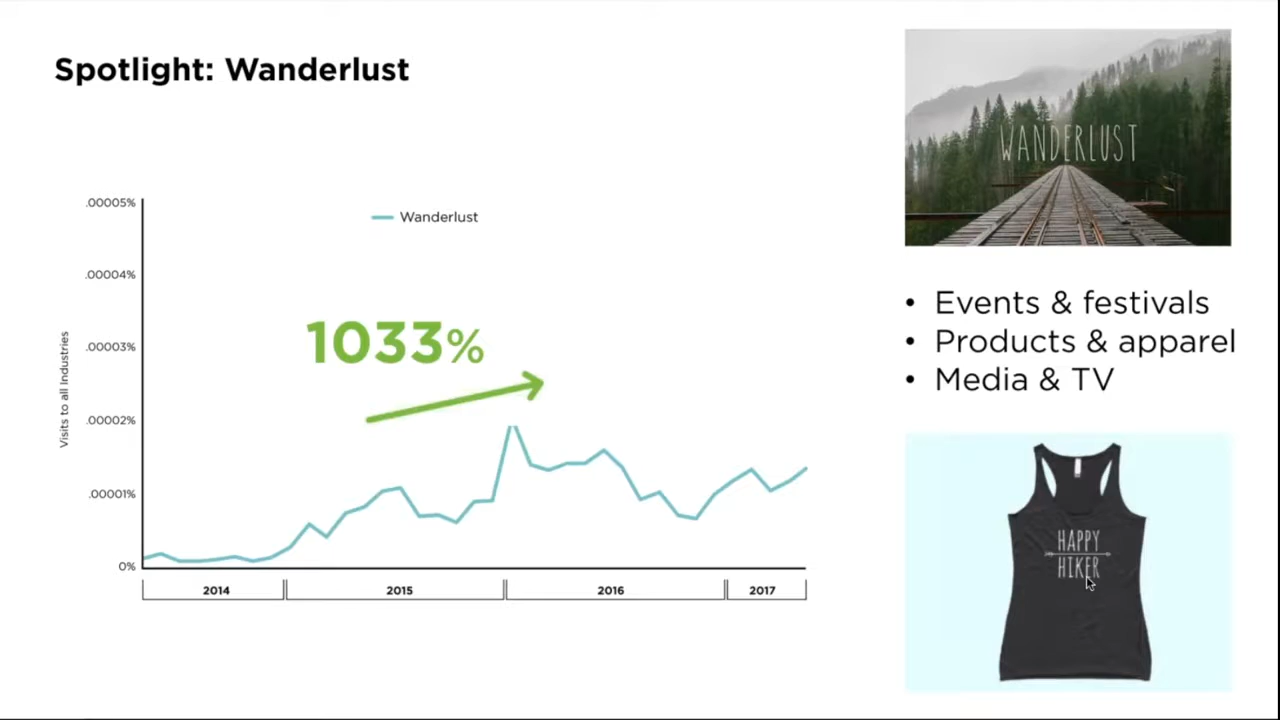 Spotlight: Wanderlust
WANDERLUST
.00005%
Wanderlust
.00004%
1033%
.00003%
Visits to all Industries
.00002%
.00001%
0%
2014
2015
2016
2017
• Events & festivals
• Products & apparel
• Media & TV
HAPPY
HIKER